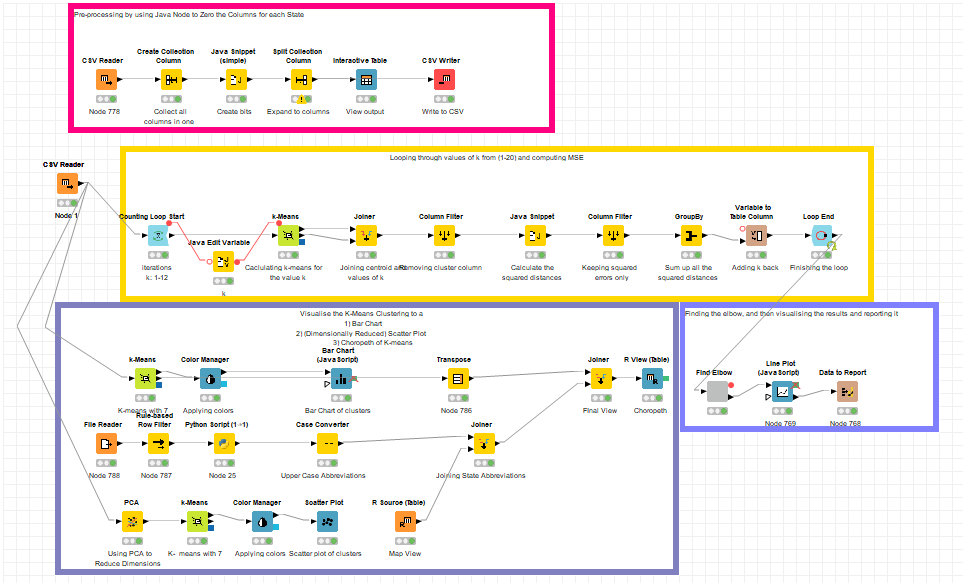 Pre-processing by using Java Node to Zero the Columns for each State
CSV Reader
Create Collection
Column
Java Snippet
(simple)
Split Collection
Column
Interactive Table
CSV Writer
Node 778
Collect all
columns in one
Create bits
Expand to columns
View output
Write to CSV
CSV Reader
Node 1
Looping through values of k from (1-20) and computing MSE
Counting Loop Start
Java Edit Variable
k-Means
Joiner
Column Filter
Java Snippet
Column Filter
GroupBy
Variable to
Table Column
Loop End
Iterations
k: 1-12
k
Caclulating k-means for
the value k
Joining centroid and
values of k
Removing cluster column
Calculate the
squared distances
Keeping squared
errors only
Sum up all the
squared distances
Adding k back
Finishing the loop
Visualise the K-Means Clustering to a
1) Bar Chart
2) (Dimensionally Reduced) Scatter Plot
3) Choropeth of K-means
k-Means
Color Manager
Bar Chart
(Java Script)
Transpose
Joiner
R View (Table)
K-means with 7
Applying colors
Bar Chart of clusters
Node 786
Final View
Choropeth
File Reader
Rule-based
Row Filter
Python Script (1→1)
Case Converter
Joiner
Node 788
Node 787
Node 25
Upper Case Abbreviations
Joining State Abbreviations
PCA
k-Means
Color Manager
Scatter Plot
R Source (Table)
Using PCA to
Reduce Dimensions
K- means with 7
Applying colors
Scatter plot of clusters
Map View
Finding the elbow, and then visualising the results and reporting it
Find Elbow
Line Plot
(Java Script)
Data to Report
Node 769
Node 768